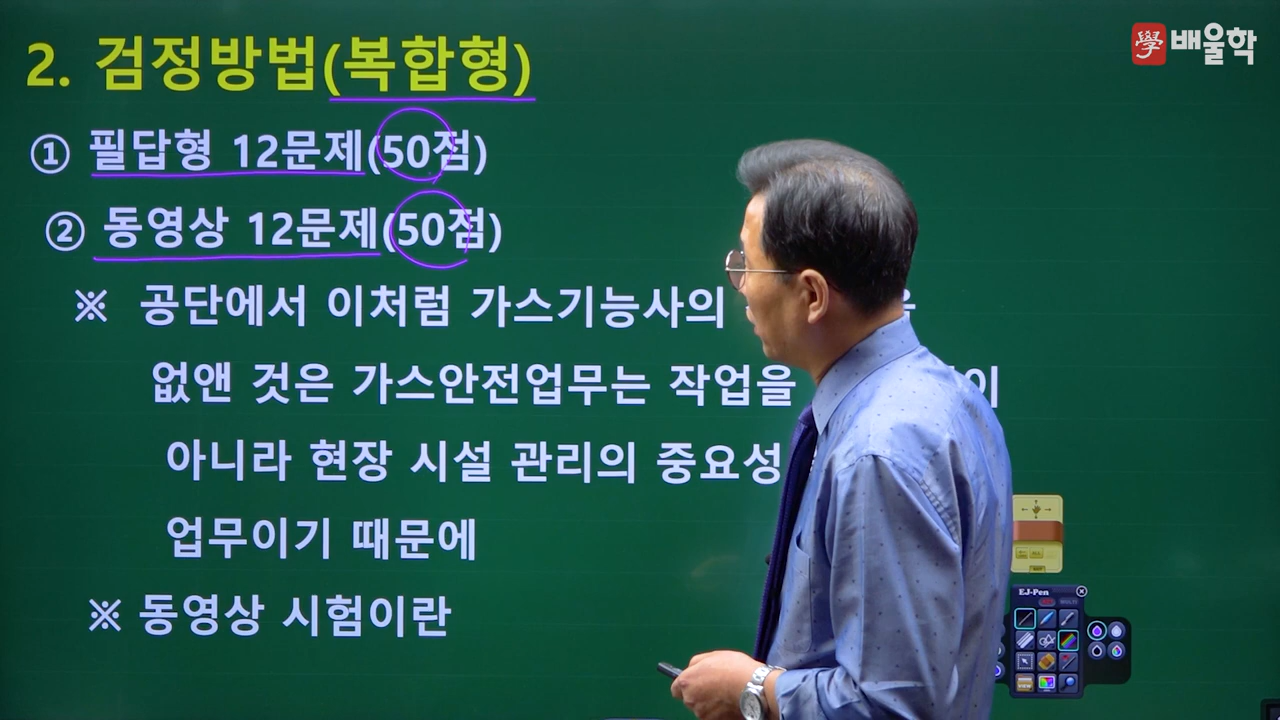 2. 검정방법(복합형)
學 배울학
① 필답형 12문제(50점)
② 동영상 12문제(50점)
※ 공단에서 이처럼 가스기능사의
없앤 것은 가스안전업무는 작업을
아니라 현장 시설 관리의 중요성
업무이기 때문에
※ 동영상 시험이란
EJ-Pen